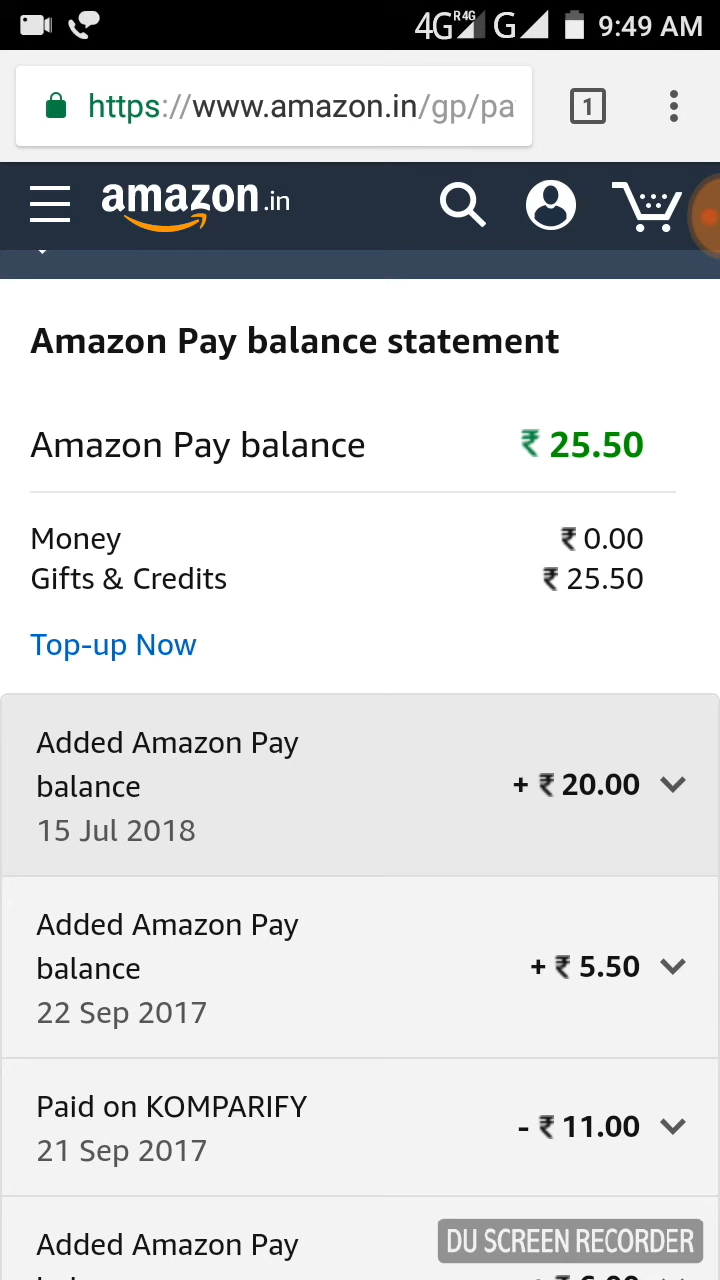 4G R4G G 9:49 AM
https://www.amazon.in/gp/pa
1
amazon.in
Amazon Pay balance statement
Amazon Pay balance ₹ 25.50
Money ₹ 0.00
Gifts & Credits ₹ 25.50
Top-up Now
Added Amazon Pay
balance
+ ₹ 20.00
15 Jul 2018
Added Amazon Pay
balance
+ ₹ 5.50
22 Sep 2017
Paid on KOMPARIFY
- ₹ 11.00
21 Sep 2017
Added Amazon Pay
DU SCREEN RECORDER